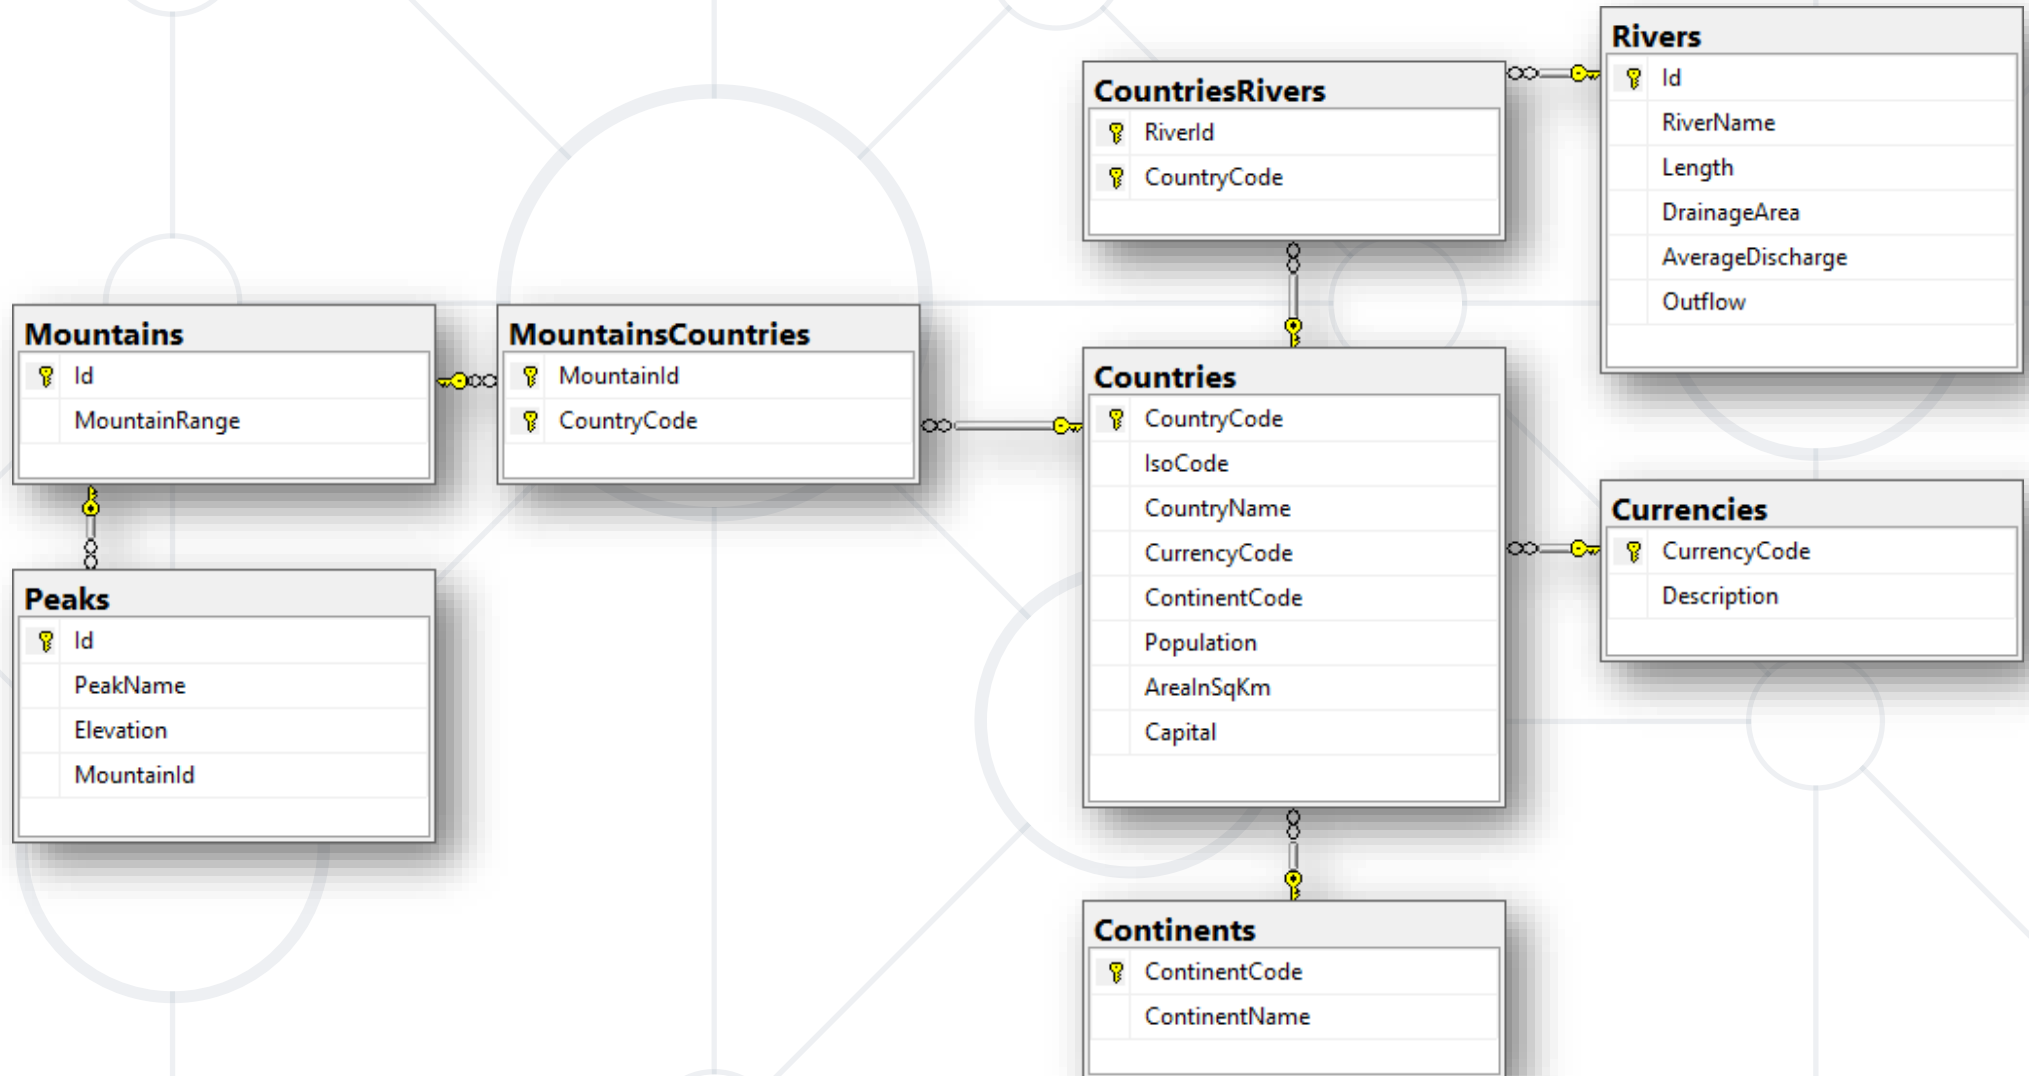 Rivers
Id
RiverName
Length
DrainageArea
AverageDischarge
Outflow
CountriesRivers
RiverId
CountryCode
Mountains
Id
MountainRange
MountainsCountries
MountainId
CountryCode
Countries
CountryCode
IsoCode
CountryName
CurrencyCode
ContinentCode
Population
AreaInSqKm
Capital
Currencies
CurrencyCode
Description
Peaks
Id
PeakName
Elevation
MountainId
Continents
ContinentCode
ContinentName